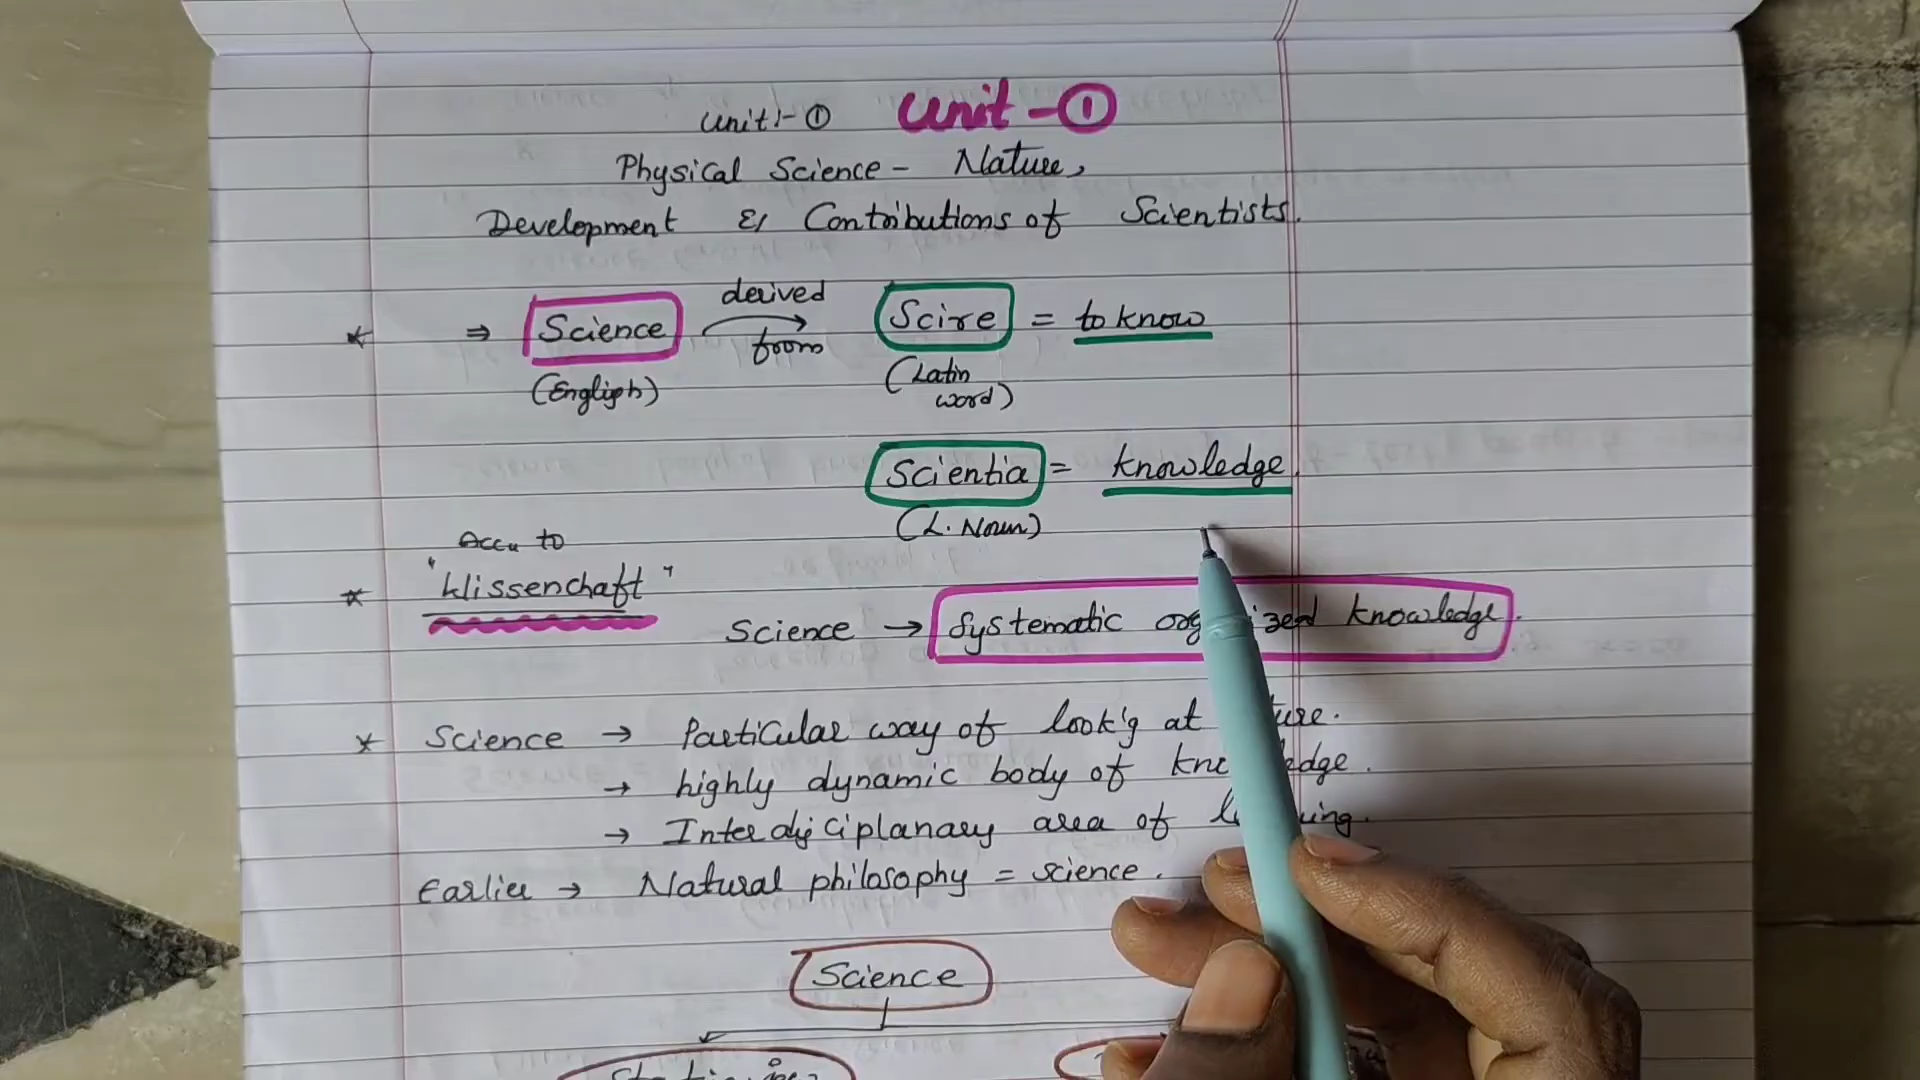 Unit:- ① Unit - ①
Physical Science - Nature,
Development & Contributions of Scientists.
* ⇒ Science derived from Scire = to know
(English) (Latin word)
Scientia = knowledge.
(L. Noun)
Accu to
* "Wissenchaft"
Science → Systematic organized knowledge.
* Science → Particular way of look'g at
→ highly dynamic body of knowledge.
→ Interdisciplanary area of
Earlier → Natural philosophy = science.
Science